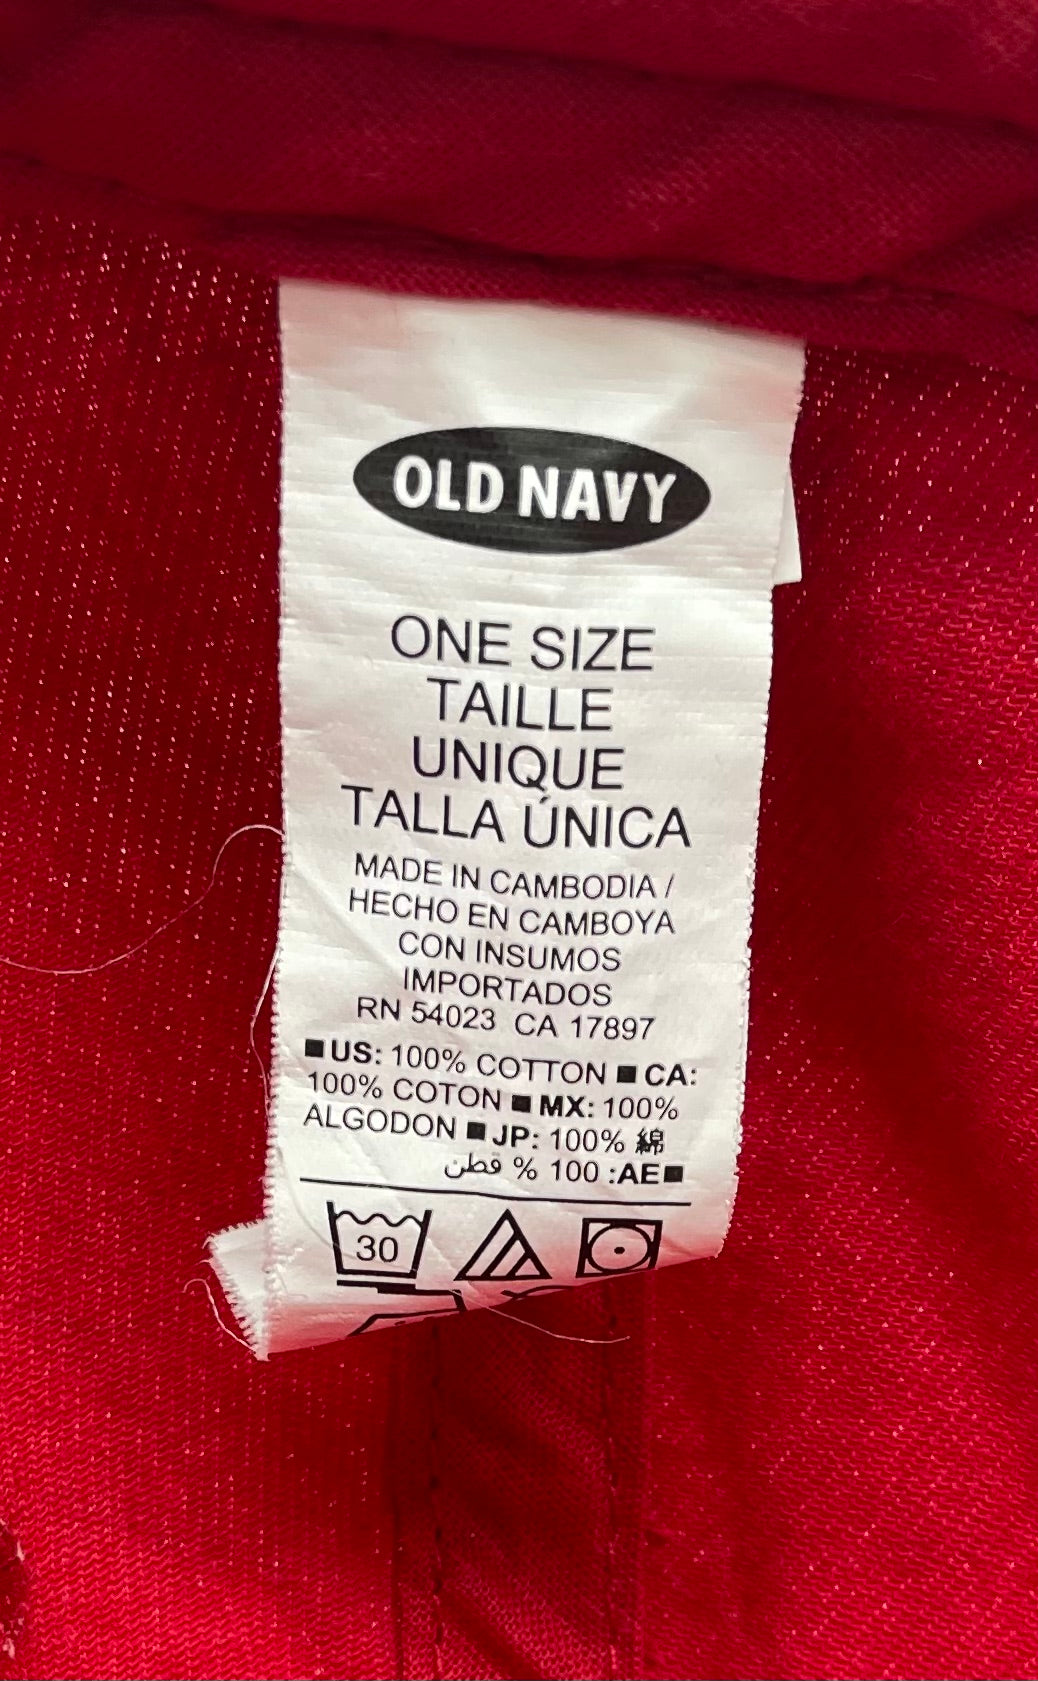 OLD NAVY
ONE SIZE
TAILLE
UNIQUE
TALLA ÚNICA
MADE IN CAMBODIA /
HECHO EN CAMBOYA
CON INSUMOS
IMPORTADOS
RN 54023 CA 17897
■ US: 100% COTTON ■ CA:
100% COTON ■ MX: 100%
ALGODON ■ JP: 100% 綿
■AE: 100 % قطن
30